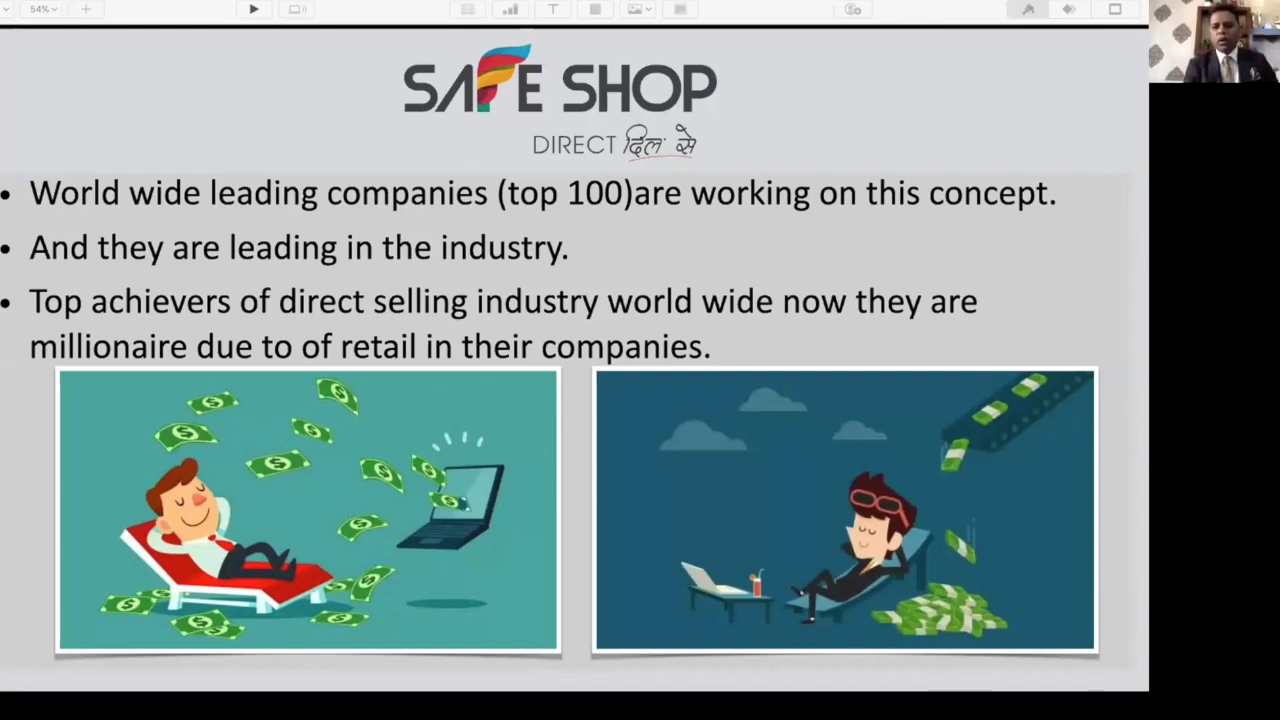 54%
T
SAFE SHOP
DIRECT दिल से
• World wide leading companies (top 100)are working on this concept.
• And they are leading in the industry.
• Top achievers of direct selling industry world wide now they are
millionaire due to of retail in their companies.